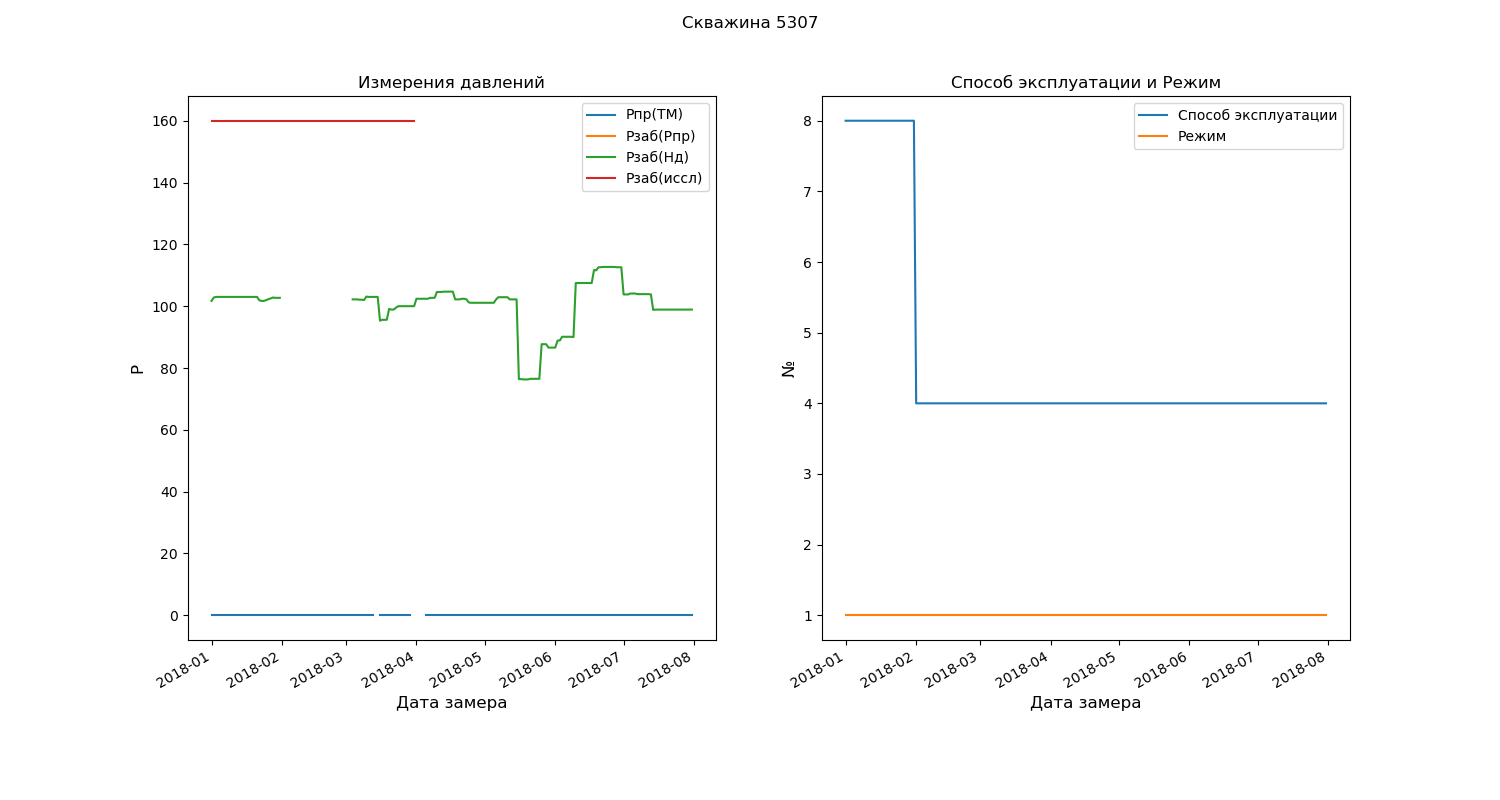 Скважина 5307
Измерения давлений
Рпр(ТМ)
Рзаб(Рпр)
Рзаб(Нд)
Рзаб(иссл)
160
140
120
100
80
60
40
20
0
Р
2018-01
2018-02
2018-03
2018-04
2018-05
2018-06
2018-07
2018-08
Дата замера
Способ эксплуатации и Режим
Способ эксплуатации
Режим
8
7
6
5
4
3
2
1
№
2018-01
2018-02
2018-03
2018-04
2018-05
2018-06
2018-07
2018-08
Дата замера